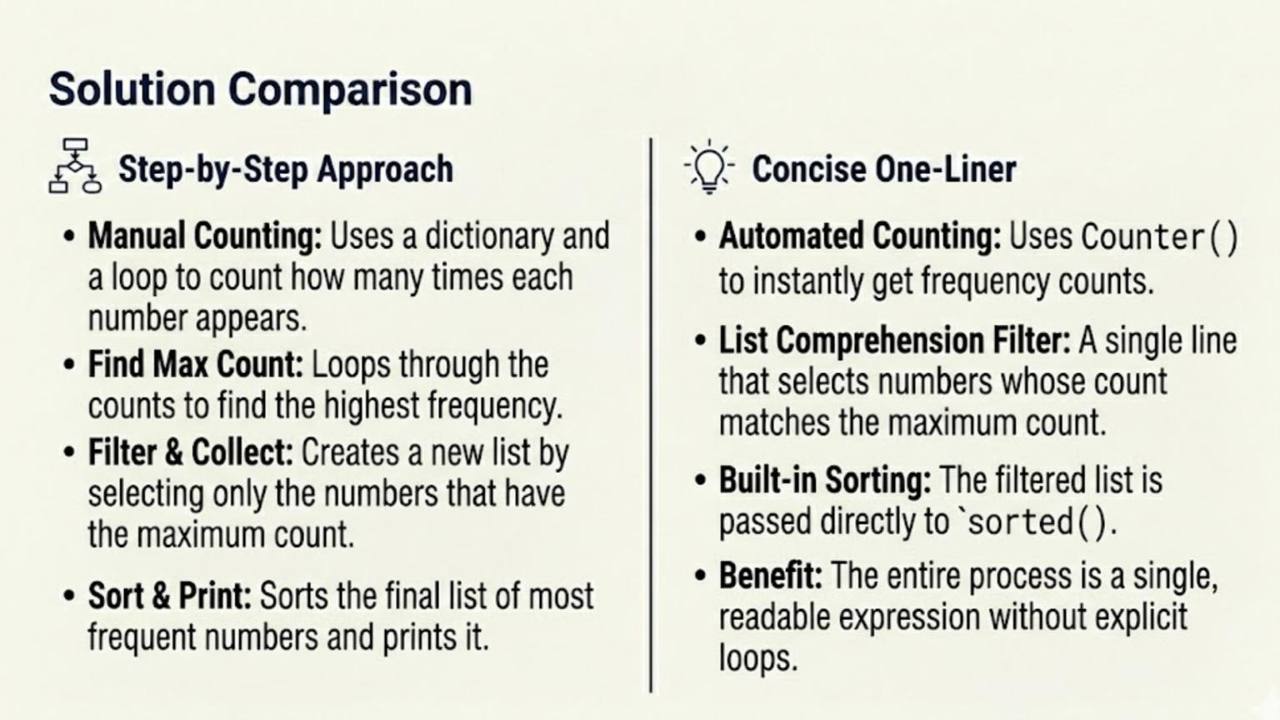 Solution Comparison
Step-by-Step Approach
• Manual Counting: Uses a dictionary and
a loop to count how many times each
number appears.
• Find Max Count: Loops through the
counts to find the highest frequency.
• Filter & Collect: Creates a new list by
selecting only the numbers that have
the maximum count.
• Sort & Print: Sorts the final list of most
frequent numbers and prints it.
Concise One-Liner
• Automated Counting: Uses Counter()
to instantly get frequency counts.
• List Comprehension Filter: A single line
that selects numbers whose count
matches the maximum count.
• Built-in Sorting: The filtered list is
passed directly to `sorted().
• Benefit: The entire process is a single,
readable expression without explicit
loops.